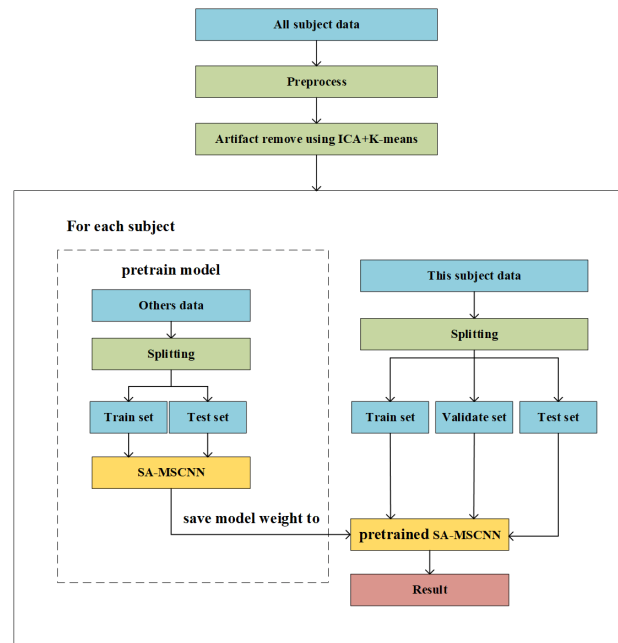 All subject data
Preprocess
Artifact remove using ICA+K-means
For each subject
pretrain model
Others data
Splitting
Train set
Test set
SA-MSCNN
save model weight to
This subject data
Splitting
Train set
Validate set
Test set
pretrained SA-MSCNN
Result